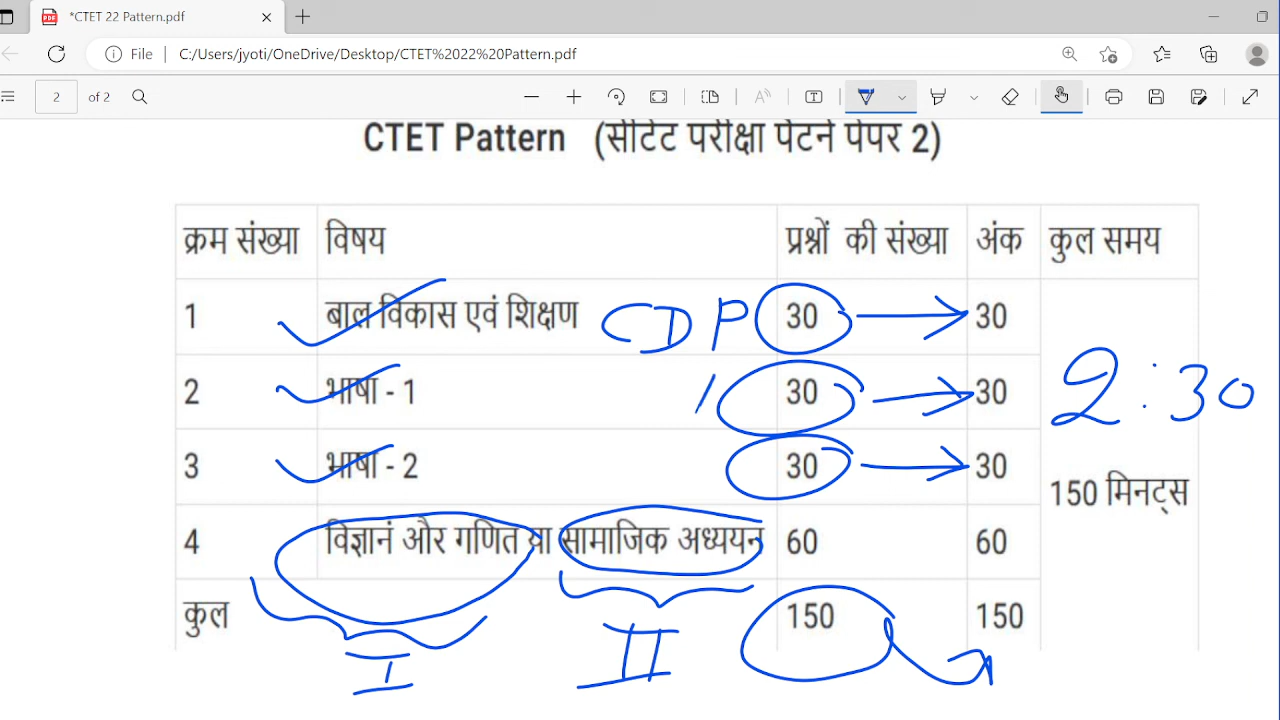 *CTET 22 Pattern.pdf
File C:/Users/jyoti/OneDrive/Desktop/CTET%2022%20Pattern.pdf
2 of 2
CTET Pattern (सीटेट परीक्षा पैटर्न पेपर 2)
क्रम संख्या विषय प्रश्नों की संख्या अंक कुल समय
1 बाल विकास एवं शिक्षण CDP 30 30
2 भाषा - 1 30 30 2:30
3 भाषा - 2 30 30
150 मिनट्स
4 विज्ञानं और गणित या सामाजिक अध्ययन 60 60
कुल 150 150
I II